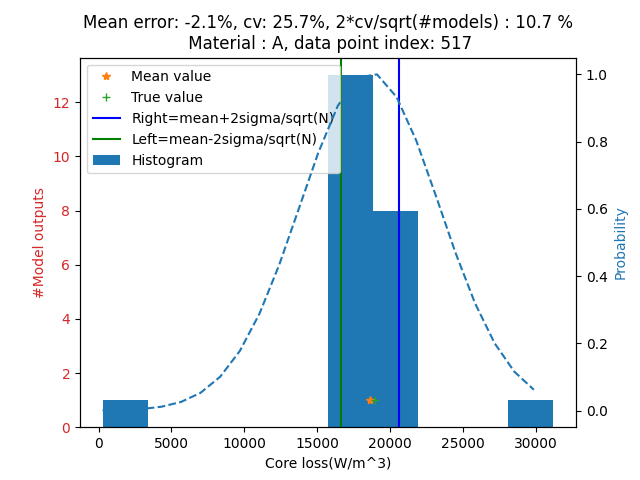 Mean error: -2.1%, cv: 25.7%, 2*cv/sqrt(#models) : 10.7 %
Material : A, data point index: 517
Mean value
True value
Right=mean+2sigma/sqrt(N)
Left=mean-2sigma/sqrt(N)
Histogram
#Model outputs
12
10
8
6
4
2
0
Probability
1.0
0.8
0.6
0.4
0.2
0.0
0 5000 10000 15000 20000 25000 30000
Core loss(W/m^3)